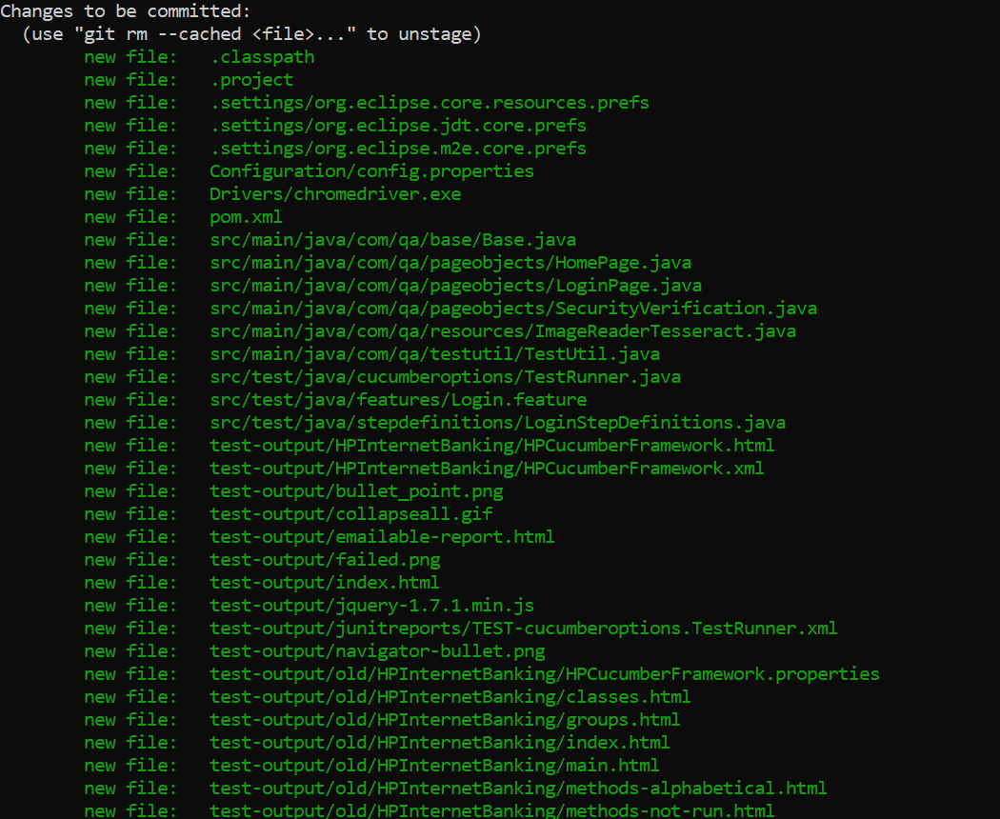 Changes to be committed:
  (use "git rm --cached <file>..." to unstage)
        new file:   .classpath
        new file:   .project
        new file:   .settings/org.eclipse.core.resources.prefs
        new file:   .settings/org.eclipse.jdt.core.prefs
        new file:   .settings/org.eclipse.m2e.core.prefs
        new file:   Configuration/config.properties
        new file:   Drivers/chromedriver.exe
        new file:   pom.xml
        new file:   src/main/java/com/qa/base/Base.java
        new file:   src/main/java/com/qa/pageobjects/HomePage.java
        new file:   src/main/java/com/qa/pageobjects/LoginPage.java
        new file:   src/main/java/com/qa/pageobjects/SecurityVerification.java
        new file:   src/main/java/com/qa/resources/ImageReaderTesseract.java
        new file:   src/main/java/com/qa/testutil/TestUtil.java
        new file:   src/test/java/cucumberoptions/TestRunner.java
        new file:   src/test/java/features/Login.feature
        new file:   src/test/java/stepdefinitions/LoginStepDefinitions.java
        new file:   test-output/HPInternetBanking/HPCucumberFramework.html
        new file:   test-output/HPInternetBanking/HPCucumberFramework.xml
        new file:   test-output/bullet_point.png
        new file:   test-output/collapseall.gif
        new file:   test-output/emailable-report.html
        new file:   test-output/failed.png
        new file:   test-output/index.html
        new file:   test-output/jquery-1.7.1.min.js
        new file:   test-output/junitreports/TEST-cucumberoptions.TestRunner.xml
        new file:   test-output/navigator-bullet.png
        new file:   test-output/old/HPInternetBanking/HPCucumberFramework.properties
        new file:   test-output/old/HPInternetBanking/classes.html
        new file:   test-output/old/HPInternetBanking/groups.html
        new file:   test-output/old/HPInternetBanking/index.html
        new file:   test-output/old/HPInternetBanking/main.html
        new file:   test-output/old/HPInternetBanking/methods-alphabetical.html
        new file:   test-output/old/HPInternetBanking/methods-not-run.html